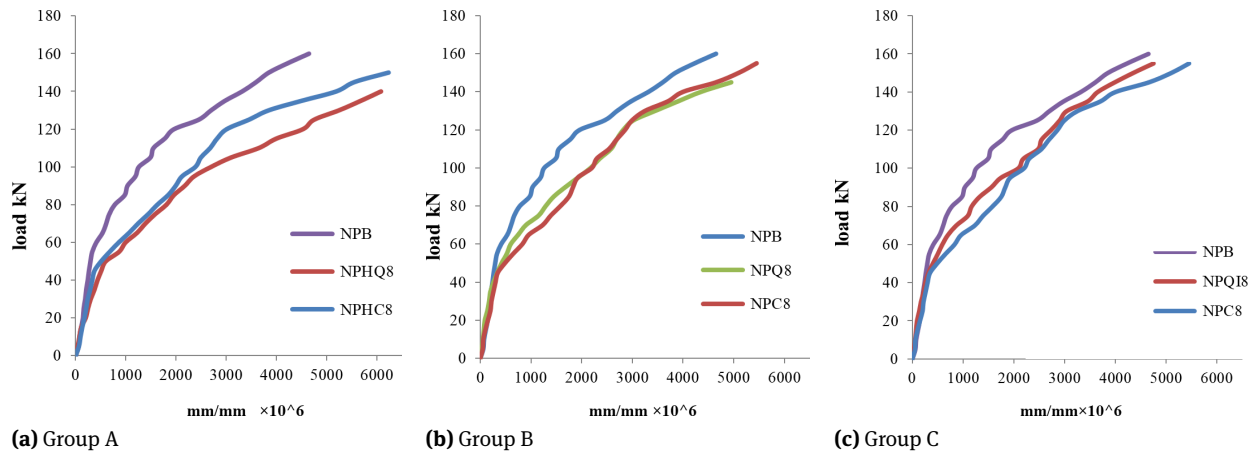 180
160
140
120
100
80
60
40
20
0
load kN
0 1000 2000 3000 4000 5000 6000
mm/mm ×10^6
NPB
NPHQ8
NPHC8
(a) Group A
180
160
140
120
100
80
60
40
20
0
load kN
0 1000 2000 3000 4000 5000 6000
mm/mm ×10^6
NPB
NPQ8
NPC8
(b) Group B
180
160
140
120
100
80
60
40
20
0
load kN
0 1000 2000 3000 4000 5000 6000
mm/mm×10^6
NPB
NPQI8
NPC8
(c) Group C